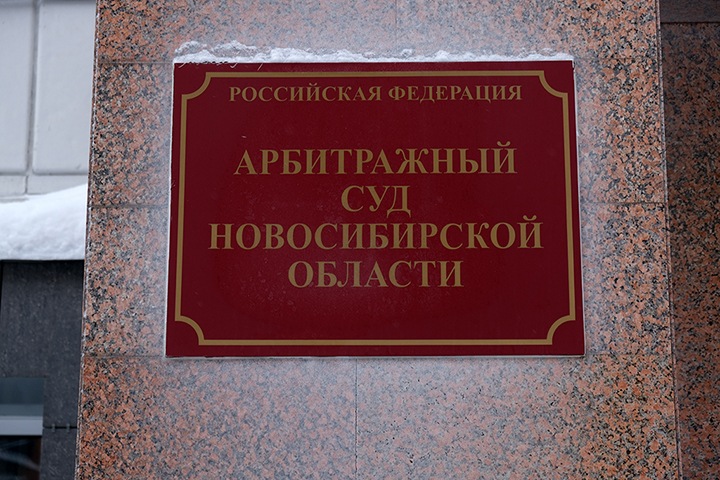 РОССИЙСКАЯ ФЕДЕРАЦИЯ
АРБИТРАЖНЫЙ
СУД
НОВОСИБИРСКОЙ
ОБЛАСТИ